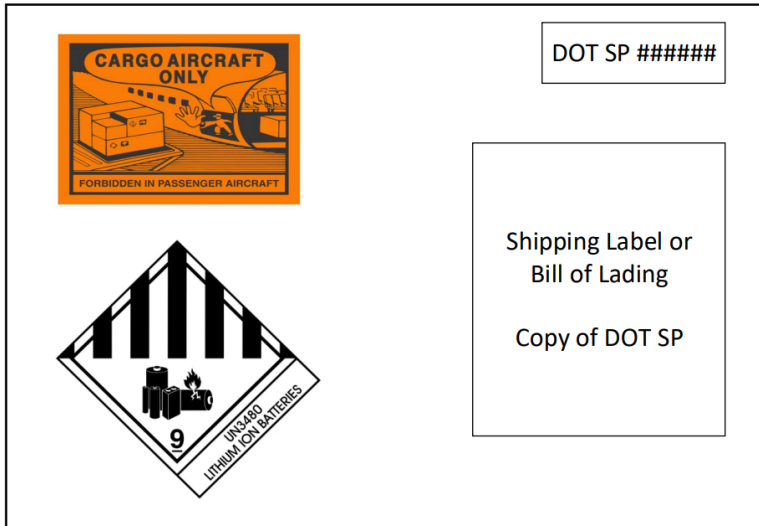 CARGO AIRCRAFT
ONLY
FORBIDDEN IN PASSENGER AIRCRAFT
DOT SP ######
Shipping Label or
Bill of Lading
Copy of DOT SP
9
UN3480
LITHIUM ION BATTERIES